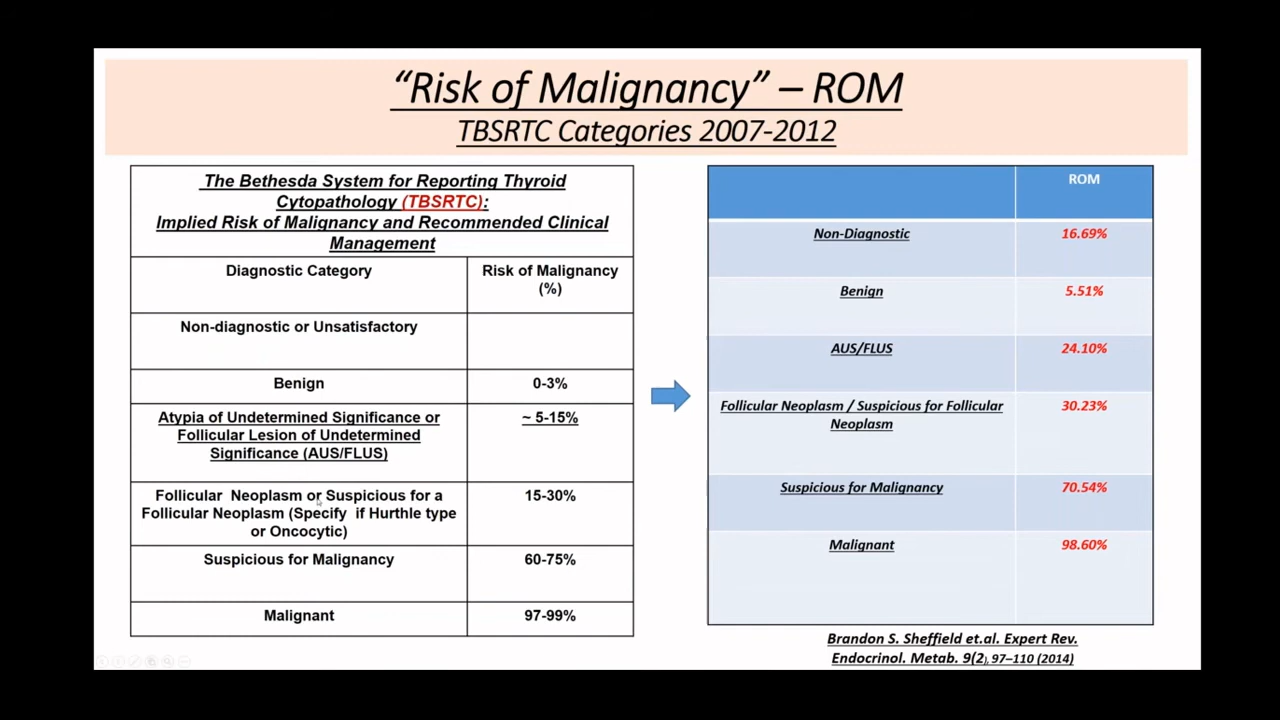 “Risk of Malignancy” – ROM
TBSRTC Categories 2007-2012
The Bethesda System for Reporting Thyroid
Cytopathology (TBSRTC):
Implied Risk of Malignancy and Recommended Clinical
Management
Diagnostic Category
Risk of Malignancy
(%)
Non-diagnostic or Unsatisfactory
Benign
0-3%
Atypia of Undetermined Significance or
Follicular Lesion of Undetermined
Significance (AUS/FLUS)
~ 5-15%
Follicular Neoplasm or Suspicious for a
Follicular Neoplasm (Specify if Hurthle type
or Oncocytic)
15-30%
Suspicious for Malignancy
60-75%
Malignant
97-99%
ROM
Non-Diagnostic
16.69%
Benign
5.51%
AUS/FLUS
24.10%
Follicular Neoplasm / Suspicious for Follicular
Neoplasm
30.23%
Suspicious for Malignancy
70.54%
Malignant
98.60%
Brandon S. Sheffield et.al. Expert Rev.
Endocrinol. Metab. 9(2), 97–110 (2014)